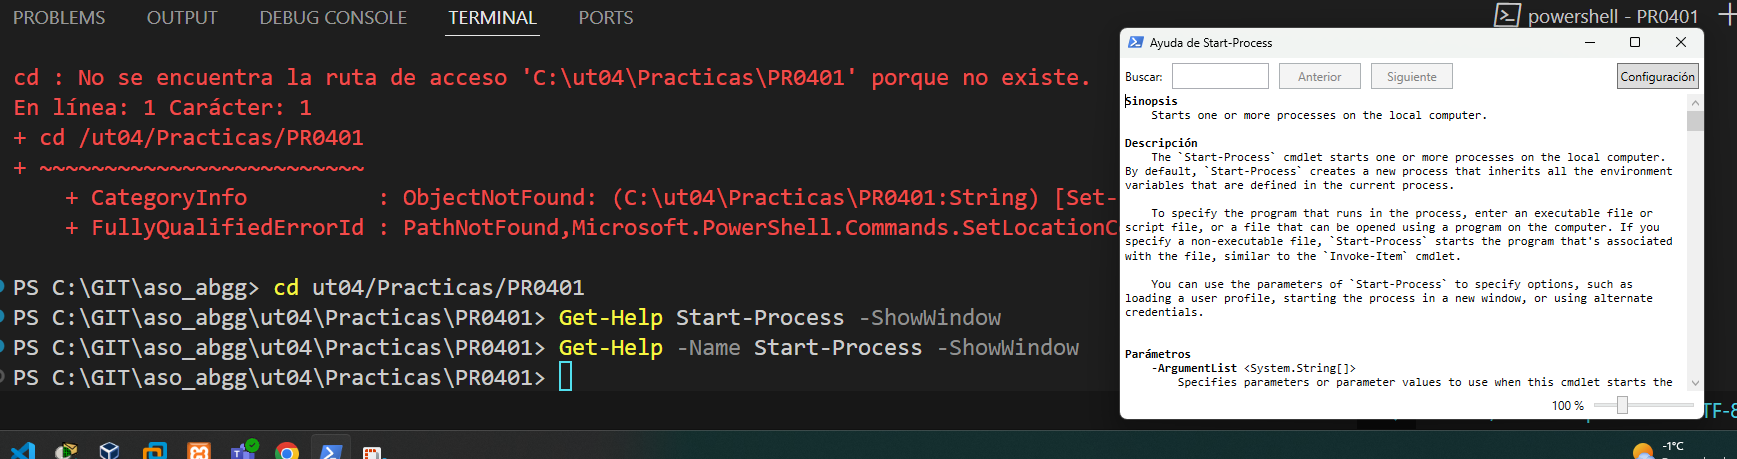 PROBLEMS OUTPUT DEBUG CONSOLE TERMINAL PORTS
powershell - PR0401
cd : No se encuentra la ruta de acceso 'C:\ut04\Practicas\PR0401' porque no existe.
En línea: 1 Carácter: 1
+ cd /ut04/Practicas/PR0401
+ ~~~~~~~~~~~~~~~~~~~~~~~~~
+ CategoryInfo : ObjectNotFound: (C:\ut04\Practicas\PR0401:String) [Set-
+ FullyQualifiedErrorId : PathNotFound,Microsoft.PowerShell.Commands.SetLocationC
PS C:\GIT\aso_abgg> cd ut04/Practicas/PR0401
PS C:\GIT\aso_abgg\ut04\Practicas\PR0401> Get-Help Start-Process -ShowWindow
PS C:\GIT\aso_abgg\ut04\Practicas\PR0401> Get-Help -Name Start-Process -ShowWindow
PS C:\GIT\aso_abgg\ut04\Practicas\PR0401>
Ayuda de Start-Process
Buscar: Anterior Siguiente Configuración
Sinopsis
Starts one or more processes on the local computer.
Descripción
The `Start-Process` cmdlet starts one or more processes on the local computer.
By default, `Start-Process` creates a new process that inherits all the environment
variables that are defined in the current process.
To specify the program that runs in the process, enter an executable file or
script file, or a file that can be opened using a program on the computer. If you
specify a non-executable file, `Start-Process` starts the program that's associated
with the file, similar to the `Invoke-Item` cmdlet.
You can use the parameters of `Start-Process` to specify options, such as
loading a user profile, starting the process in a new window, or using alternate
credentials.
Parámetros
-ArgumentList <System.String[]>
Specifies parameters or parameter values to use when this cmdlet starts the
100 %
TF-8
-1°C